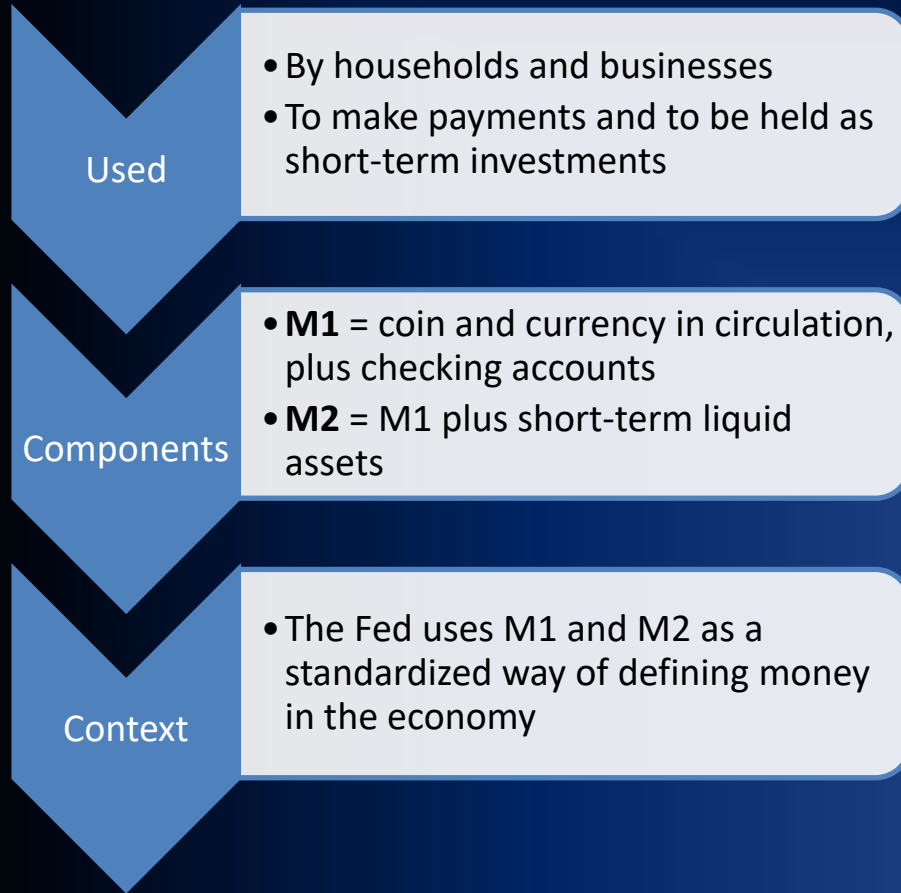 Used
• By households and businesses
• To make payments and to be held as
short-term investments
Components
• M1 = coin and currency in circulation,
plus checking accounts
• M2 = M1 plus short-term liquid
assets
Context
• The Fed uses M1 and M2 as a
standardized way of defining money
in the economy